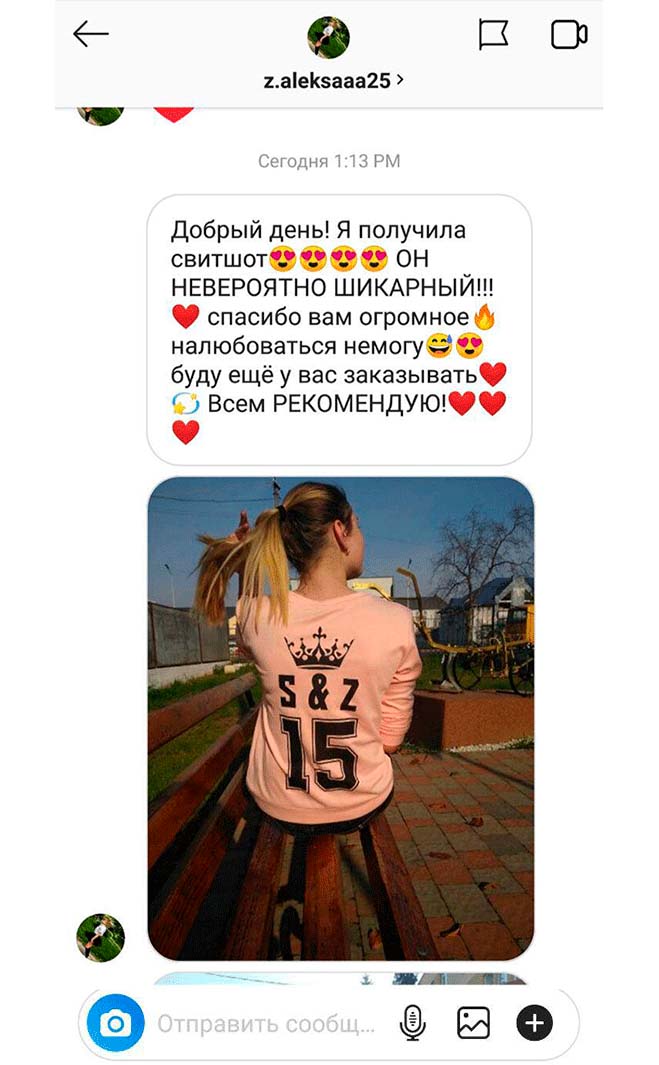 z.aleksaaa25 >
Сегодня 1:13 PM
Добрый день! Я получила
свитшот😍😍😍😍 ОН
НЕВЕРОЯТНО ШИКАРНЫЙ!!!
❤️ спасибо вам огромное🔥
налюбоваться немогу😅😍
буду ещё у вас заказывать❤️
💫 Всем РЕКОМЕНДУЮ!❤️❤️
❤️
S & Z
15
Отправить сообщ...